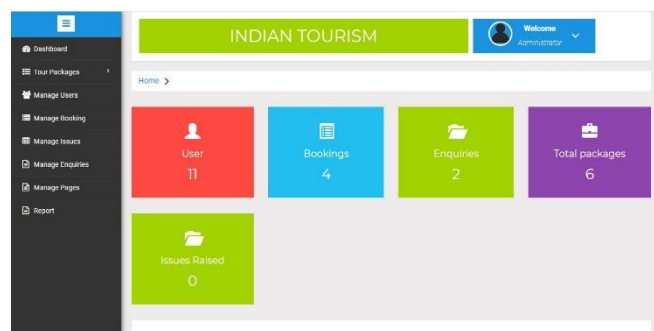 INDIAN TOURISM
Welcome
Administrator
Dashboard
Tour Packages
Manage Users
Manage Booking
Manage Issues
Manage Enquiries
Manage Pages
Report
Home
User
11
Bookings
4
Enquiries
2
Total packages
6
Issues Raised
0